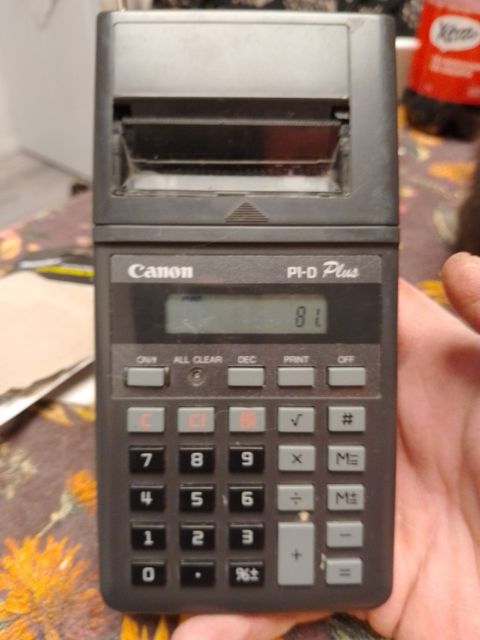 Canon P1-D Plus
81.
ON/↑ ALL CLEAR DEC PRINT OFF
C CI √ #
7 8 9 × M=
4 5 6 ÷ M±
1 2 3 −
+
0 . %± =